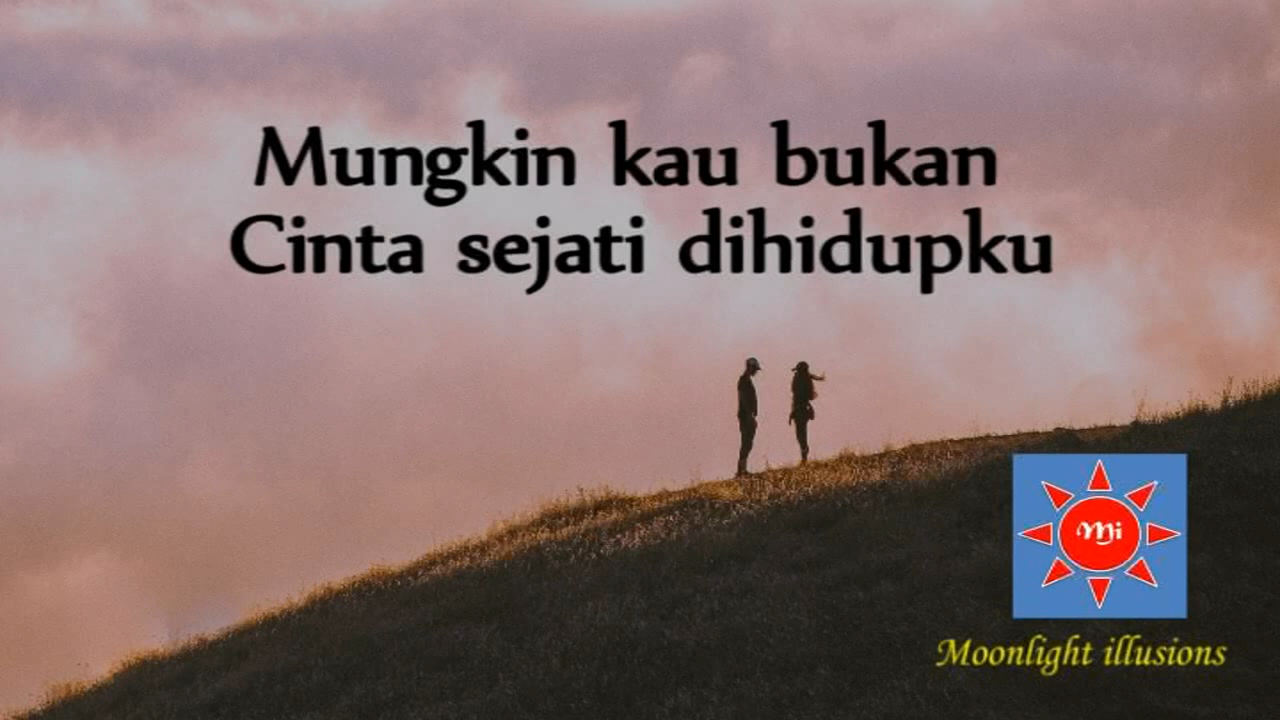 Mungkin kau bukan
Cinta sejati dihidupku
Mi
Moonlight illusions